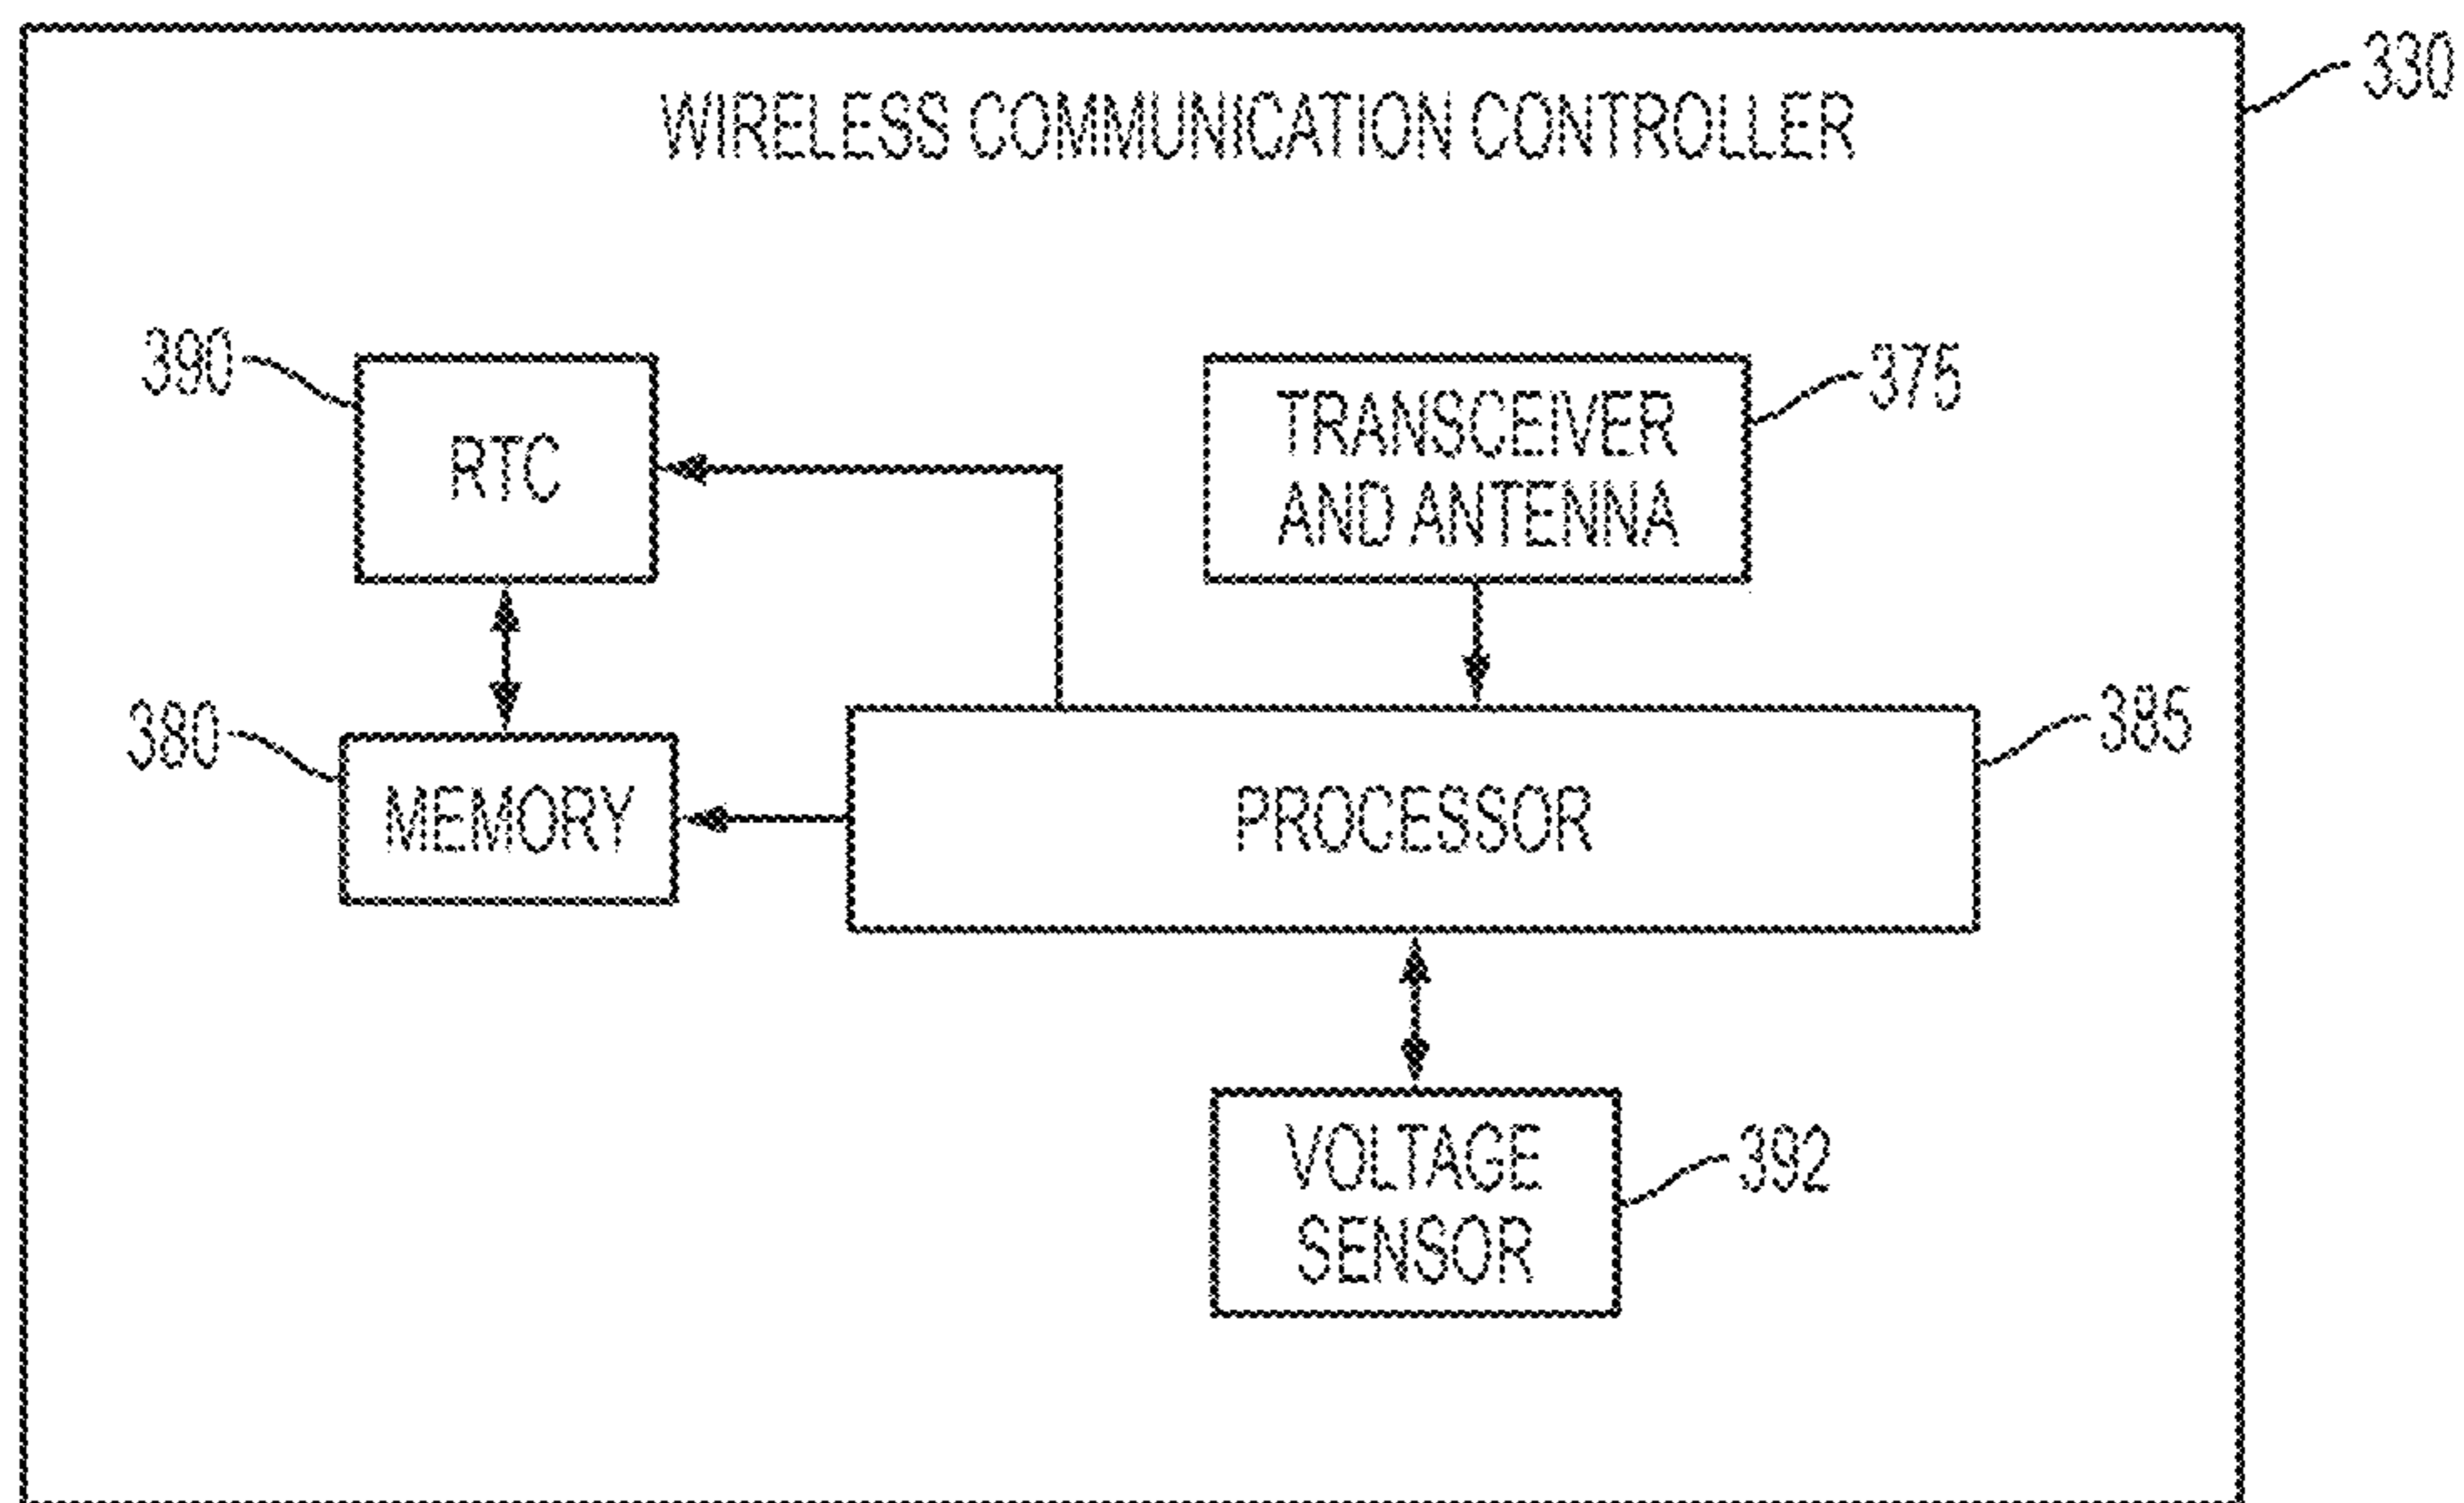 330
WIRELESS COMMUNICATION CONTROLLER
390
RTC
TRANSCEIVER
AND ANTENNA
375
380
MEMORY
PROCESSOR
385
VOLTAGE
SENSOR
392